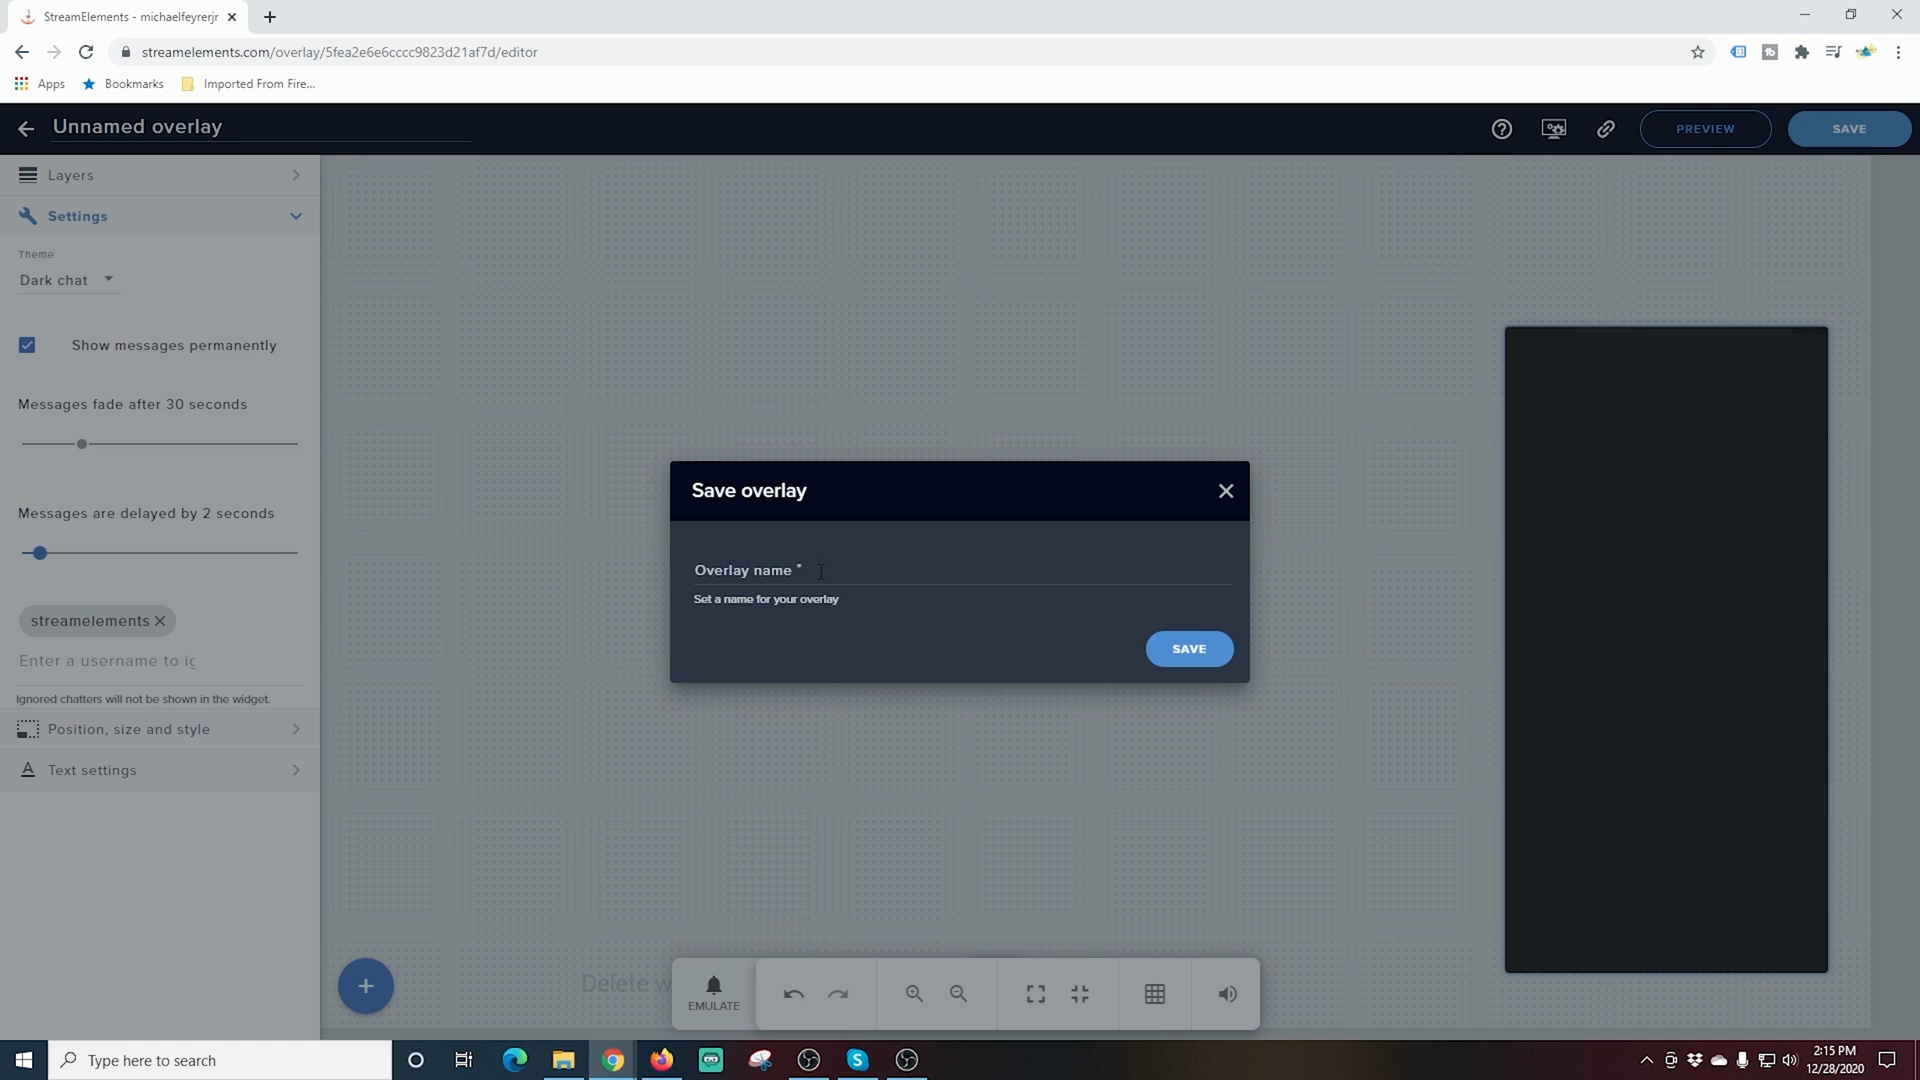 StreamElements - michaelfeyrerjr
streamelements.com/overlay/5fea2e6e6cccc9823d21af7d/editor
Apps Bookmarks Imported From Fire...
Unnamed overlay
PREVIEW SAVE
Layers
Settings
Theme
Dark chat
Show messages permanently
Messages fade after 30 seconds
Messages are delayed by 2 seconds
streamelements
Enter a username to ig
Ignored chatters will not be shown in the widget.
Position, size and style
Text settings
Save overlay
Overlay name *
Set a name for your overlay
SAVE
Delete w
EMULATE
Type here to search
2:15 PM
12/28/2020